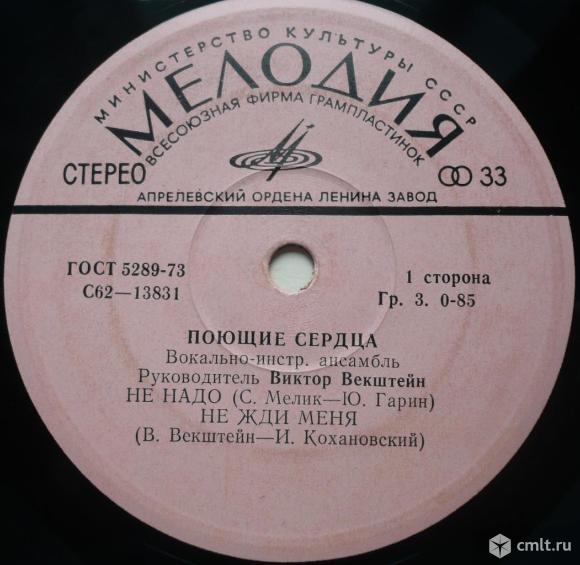 МИНИСТЕРСТВО КУЛЬТУРЫ СССР
МЕЛОДИЯ
ВСЕСОЮЗНАЯ ФИРМА ГРАМПЛАСТИНОК
СТЕРЕО
33
АПРЕЛЕВСКИЙ ОРДЕНА ЛЕНИНА ЗАВОД
ГОСТ 5289-73
С62—13831
1 сторона
Гр. 3. 0-85
ПОЮЩИЕ СЕРДЦА
Вокально-инстр. ансамбль
Руководитель Виктор Векштейн
НЕ НАДО (С. Мелик—Ю. Гарин)
НЕ ЖДИ МЕНЯ
(В. Векштейн—И. Кохановский)
cmlt.ru